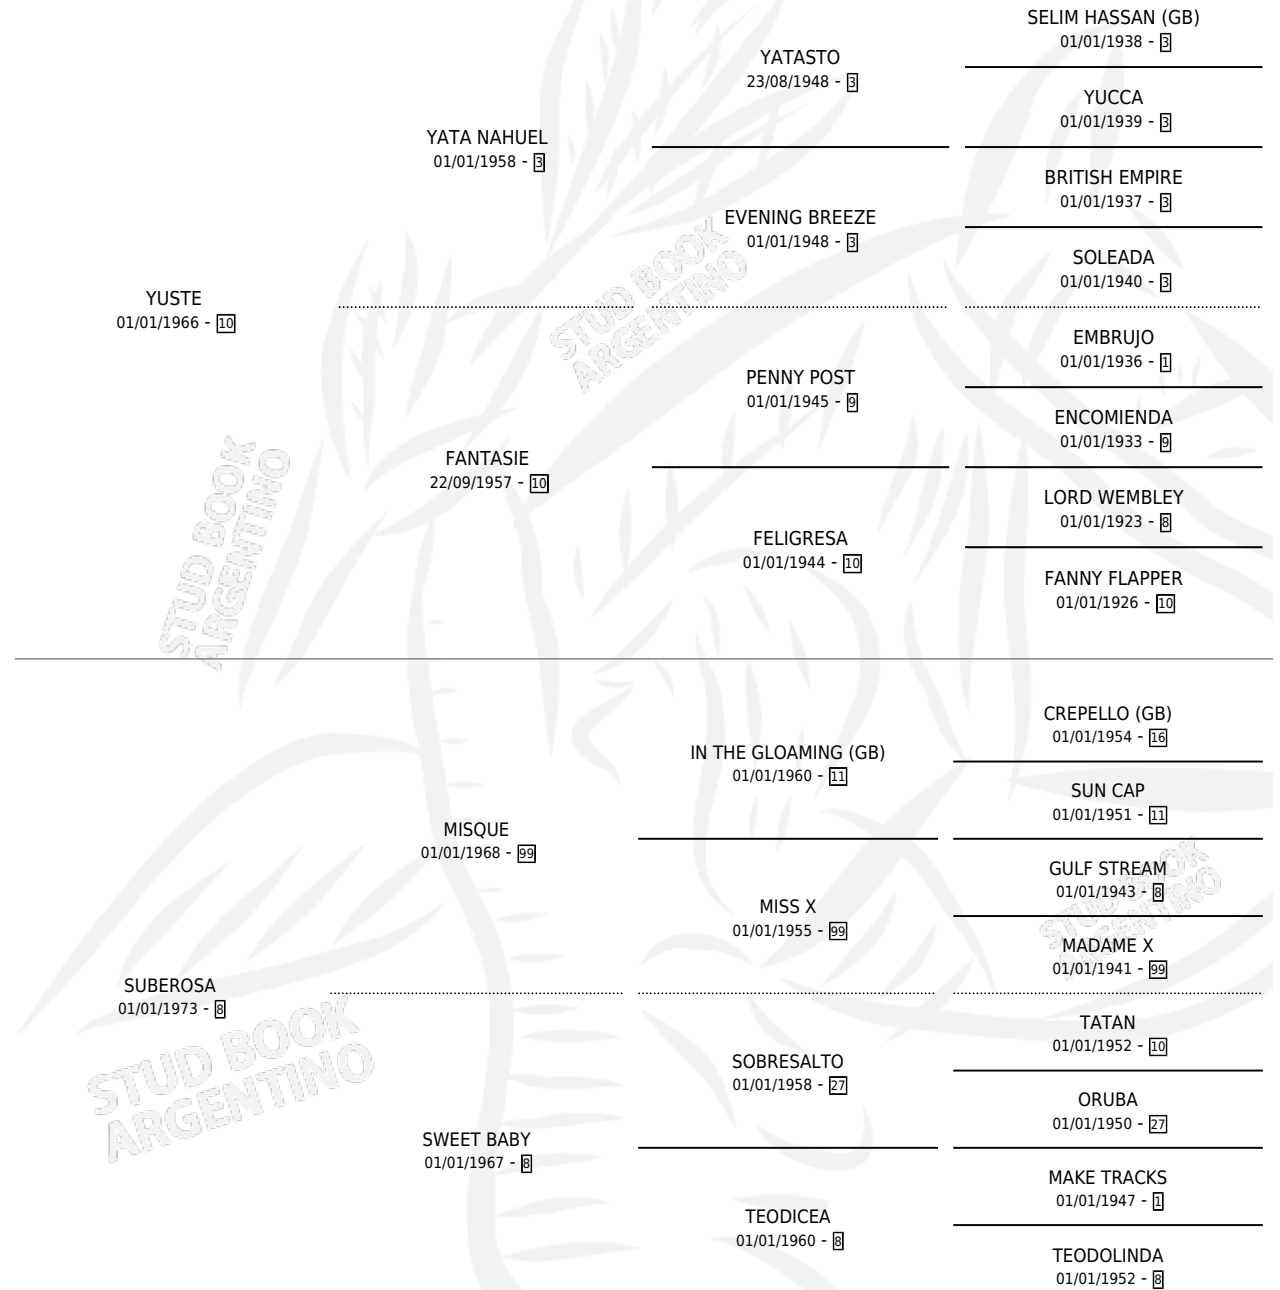 SELIM HASSAN (GB)
01/01/1938 - 3
YATASTO
23/08/1948 - 3
YUCCA
01/01/1939 - 3
YATA NAHUEL
01/01/1958 - 3
BRITISH EMPIRE
01/01/1937 - 3
EVENING BREEZE
01/01/1948 - 3
SOLEADA
01/01/1940 - 3
YUSTE
01/01/1966 - 10
EMBRUJO
01/01/1936 - 1
PENNY POST
01/01/1945 - 9
ENCOMIENDA
01/01/1933 - 9
FANTASIE
22/09/1957 - 10
LORD WEMBLEY
01/01/1923 - 8
FELIGRESA
01/01/1944 - 10
FANNY FLAPPER
01/01/1926 - 10
CREPELLO (GB)
01/01/1954 - 16
IN THE GLOAMING (GB)
01/01/1960 - 11
SUN CAP
01/01/1951 - 11
MISQUE
01/01/1968 - 99
GULF STREAM
01/01/1943 - 8
MISS X
01/01/1955 - 99
MADAME X
01/01/1941 - 99
SUBEROSA
01/01/1973 - 8
TATAN
01/01/1952 - 10
SOBRESALTO
01/01/1958 - 27
ORUBA
01/01/1950 - 27
SWEET BABY
01/01/1967 - 8
MAKE TRACKS
01/01/1947 - 1
TEODICEA
01/01/1960 - 8
TEODOLINDA
01/01/1952 - 8
STUD BOOK
ARGENTINO
STUD BOOK
ARGENTINO
STUD BOOK
ARGENTINO
STUD BOOK
ARGENTINO